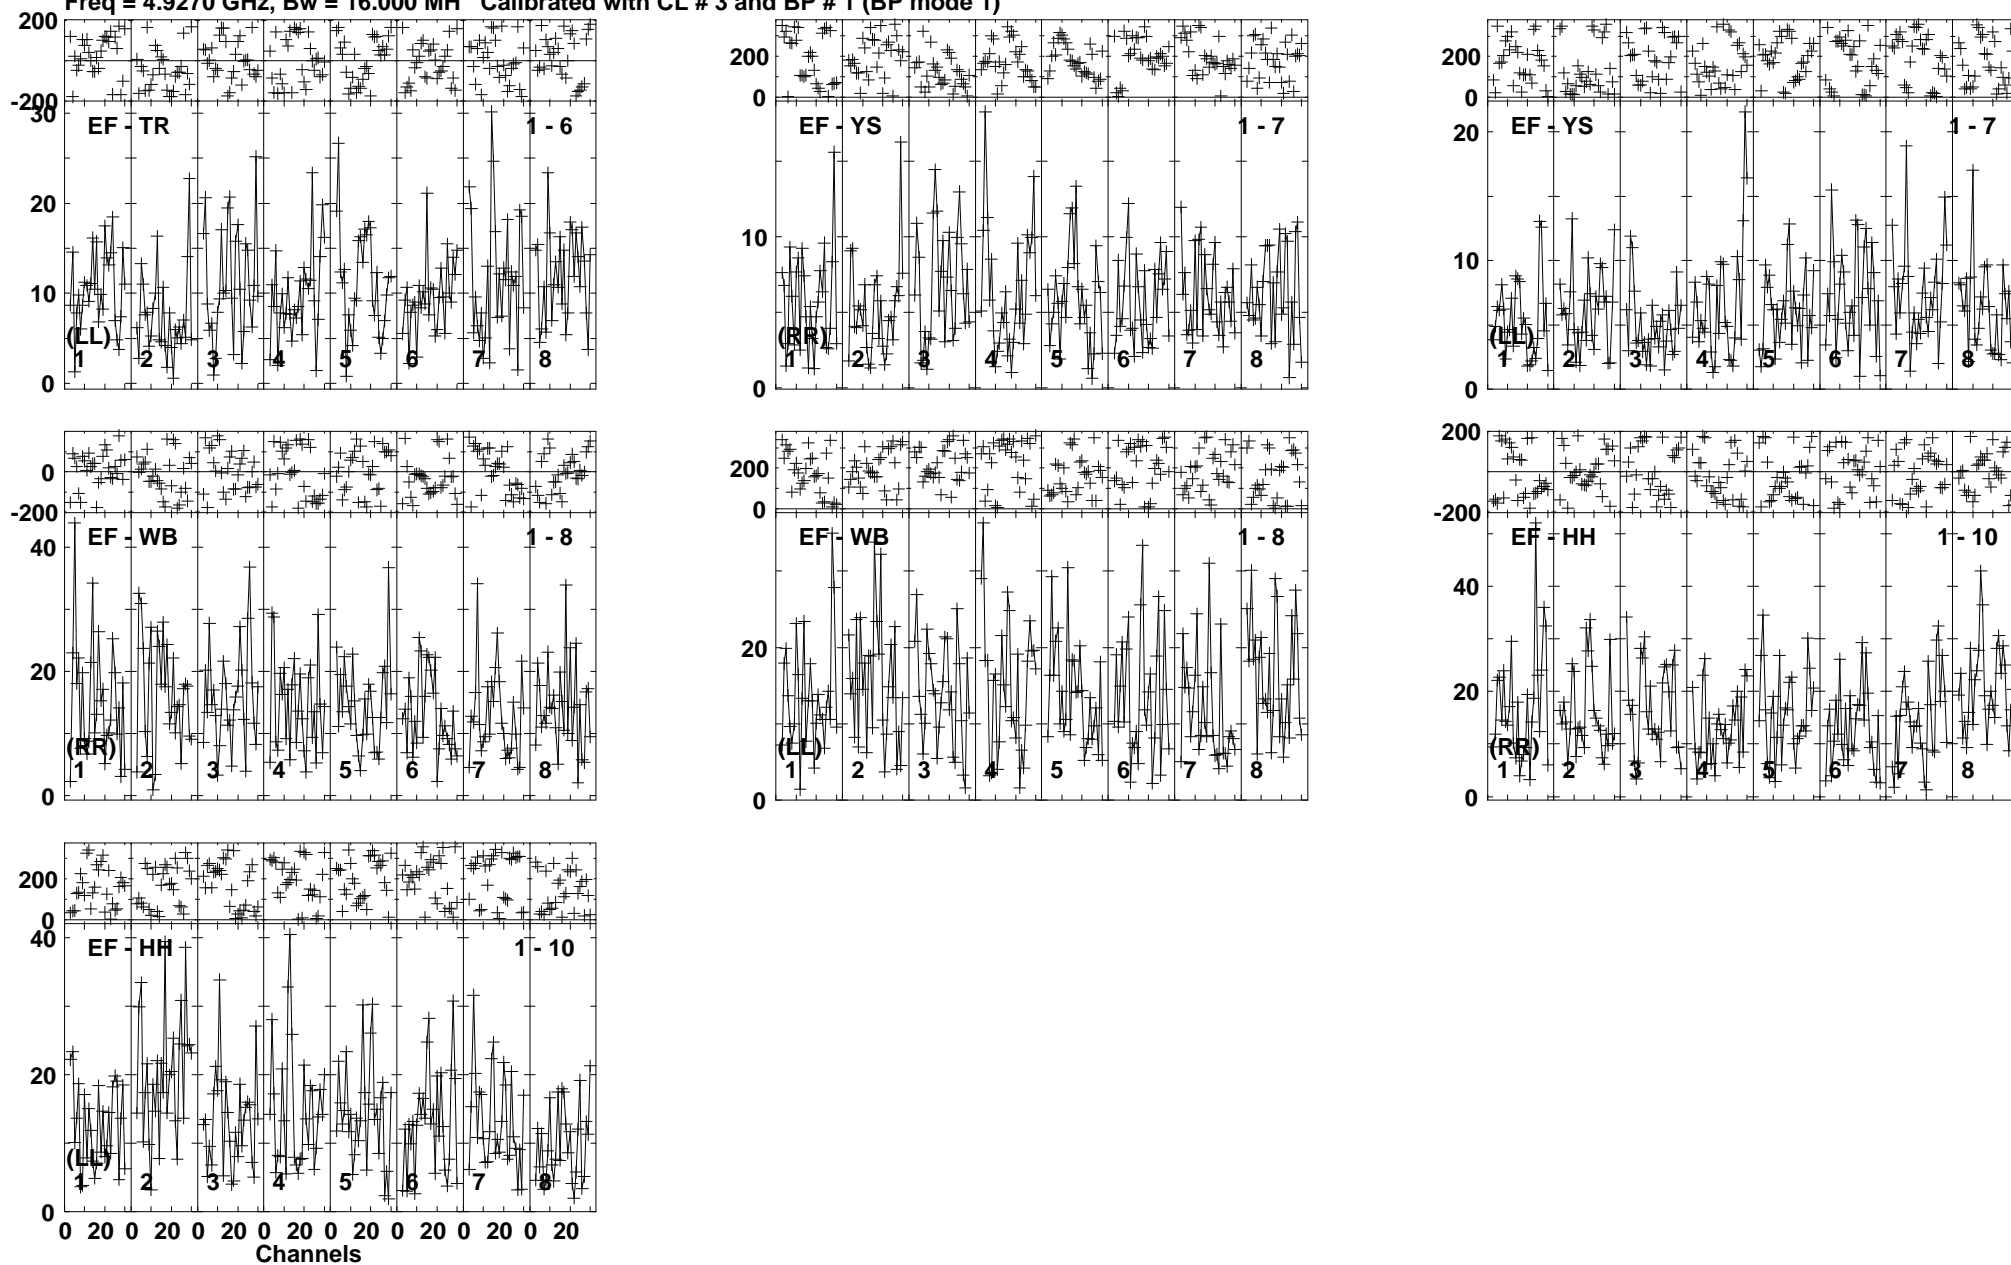 Freq = 4.9270 GHz, Bw = 16.000 MH Calibrated with CL # 3 and BP # 1 (BP mode 1)
200
-200
30
20
10
0
EF - TR 1 - 6
(LL)
1 2 3 4 5 6 7 8
200
0
10
0
EF - YS 1 - 7
(RR)
1 2 3 4 5 6 7 8
200
0
20
10
0
EF - YS 1 - 7
(LL)
1 2 3 4 5 6 7 8
0
-200
40
20
0
EF - WB 1 - 8
(RR)
1 2 3 4 5 6 7 8
200
0
20
0
EF - WB 1 - 8
(LL)
1 2 3 4 5 6 7 8
200
-200
40
20
0
EF - HH 1 - 10
(RR)
1 2 3 4 5 6 7 8
200
0
40
20
0
EF - HH 1 - 10
(LL)
1 2 3 4 5 6 7 8
0 20 0 20 0 20 0 20 0 20 0 20 0 20 0 20
Channels